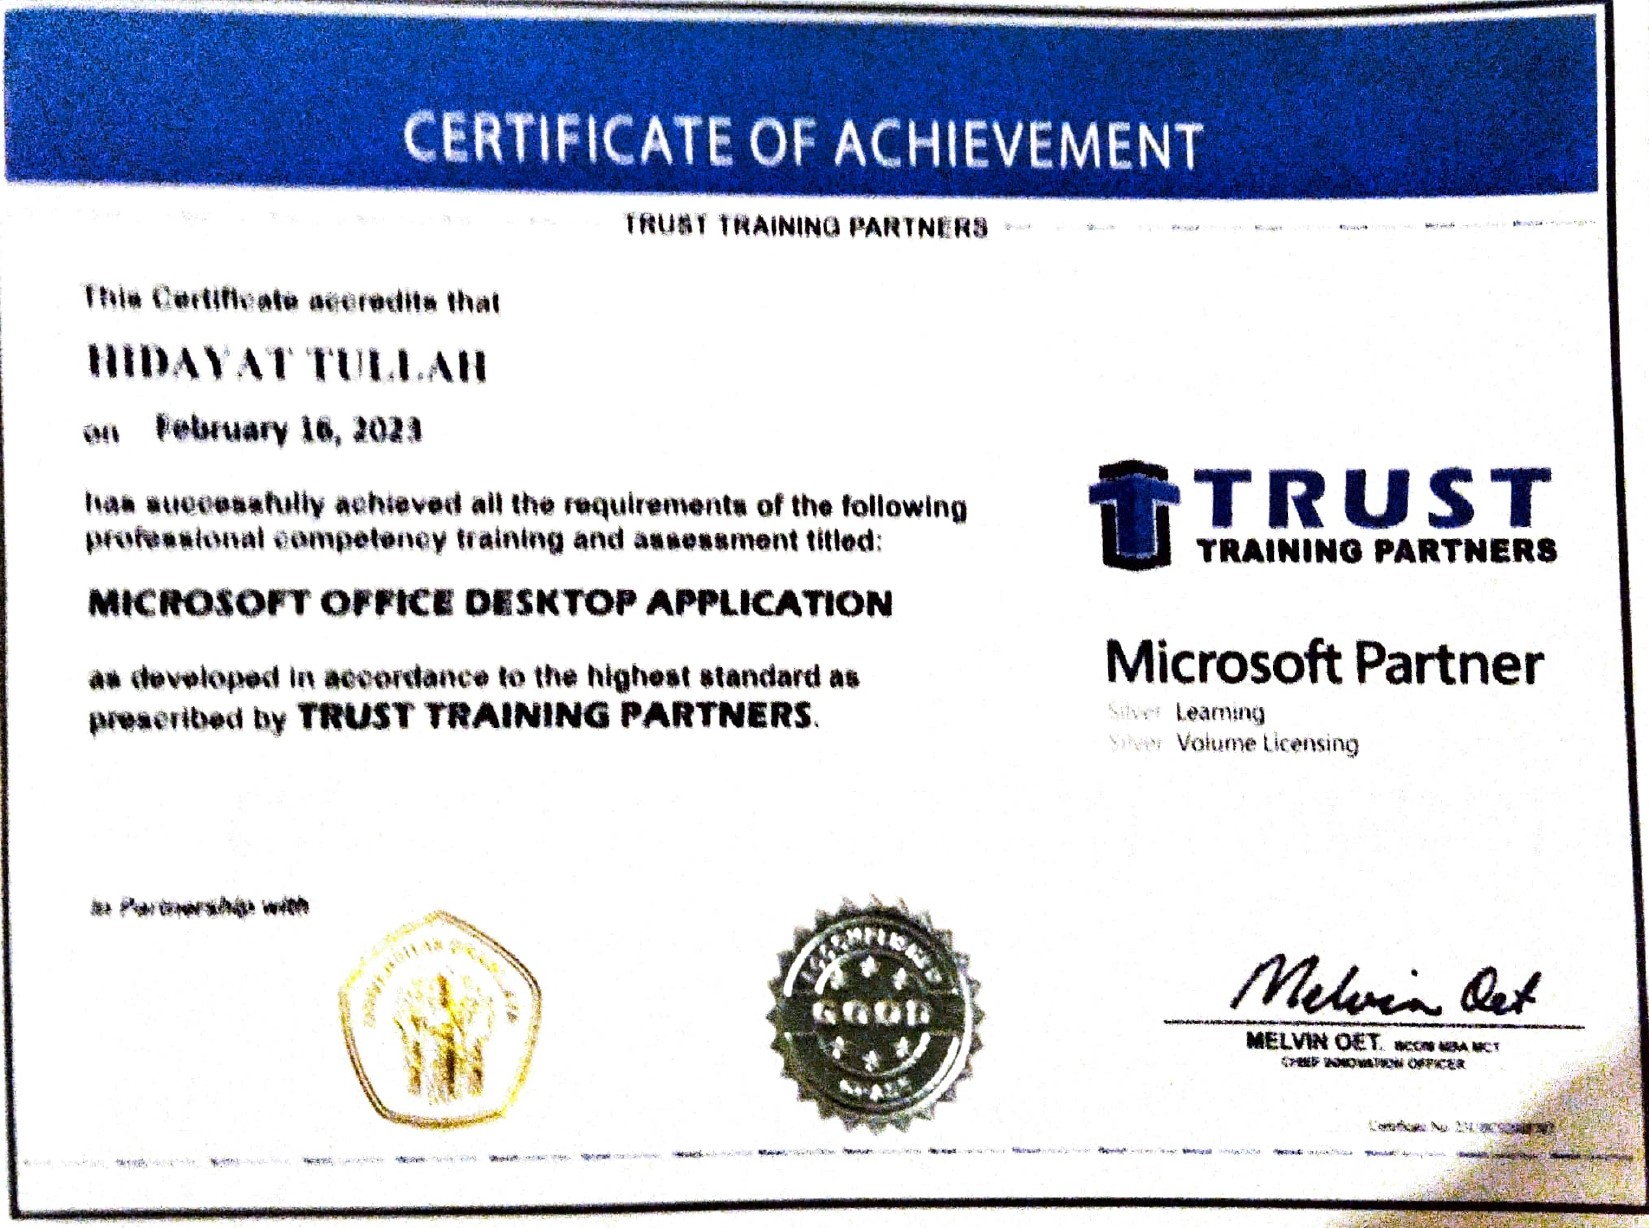 CERTIFICATE OF ACHIEVEMENT
TRUST TRAINING PARTNERS
This Certificate accredits that
HIDAYAT TULLAH
on February 16, 2023
has successfully achieved all the requirements of the following
professional competency training and assessment titled:
MICROSOFT OFFICE DESKTOP APPLICATION
as developed in accordance to the highest standard as
prescribed by TRUST TRAINING PARTNERS.
TRUST
TRAINING PARTNERS
Microsoft Partner
Silver Learning
Silver Volume Licensing
In Partnership with
Melvin Oet
MELVIN OET. BCOM MBA MCT
CHIEF INNOVATION OFFICER
Certificate No.